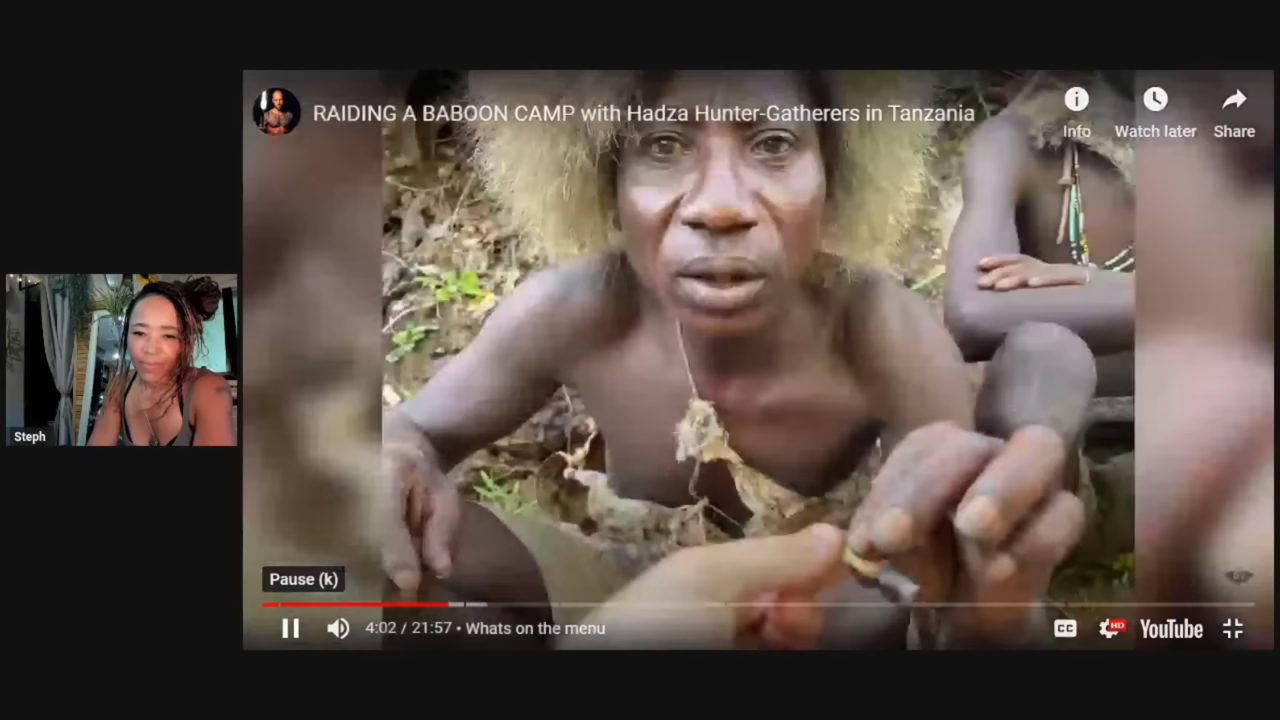 RAIDING A BABOON CAMP with Hadza Hunter-Gatherers in Tanzania
Info
Watch later
Share
Steph
Pause (k)
4:02 / 21:57 • Whats on the menu
CC
HD
YouTube